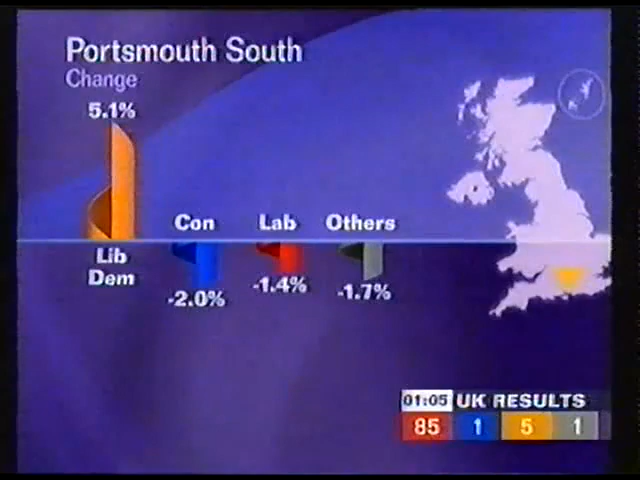 Portsmouth South
Change
5.1%
Con Lab Others
Lib
Dem
-2.0% -1.4% -1.7%
01:05 UK RESULTS
85 1 5 1